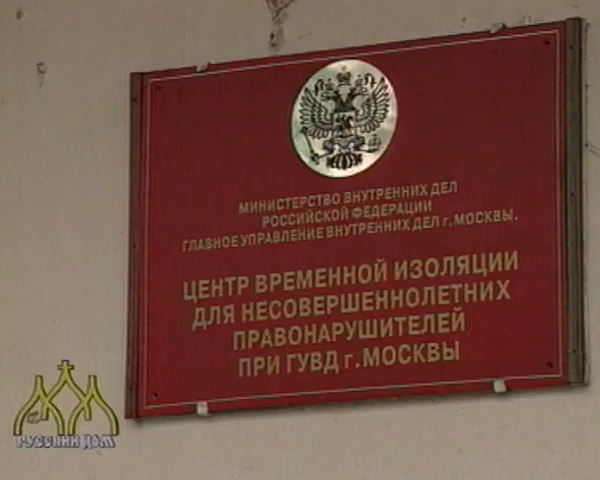 МИНИСТЕРСТВО ВНУТРЕННИХ ДЕЛ
РОССИЙСКОЙ ФЕДЕРАЦИИ
ГЛАВНОЕ УПРАВЛЕНИЕ ВНУТРЕННИХ ДЕЛ г. МОСКВЫ.
ЦЕНТР ВРЕМЕННОЙ ИЗОЛЯЦИИ
ДЛЯ НЕСОВЕРШЕННОЛЕТНИХ
ПРАВОНАРУШИТЕЛЕЙ
ПРИ ГУВД г. МОСКВЫ
РУССКИЙ ДОМ